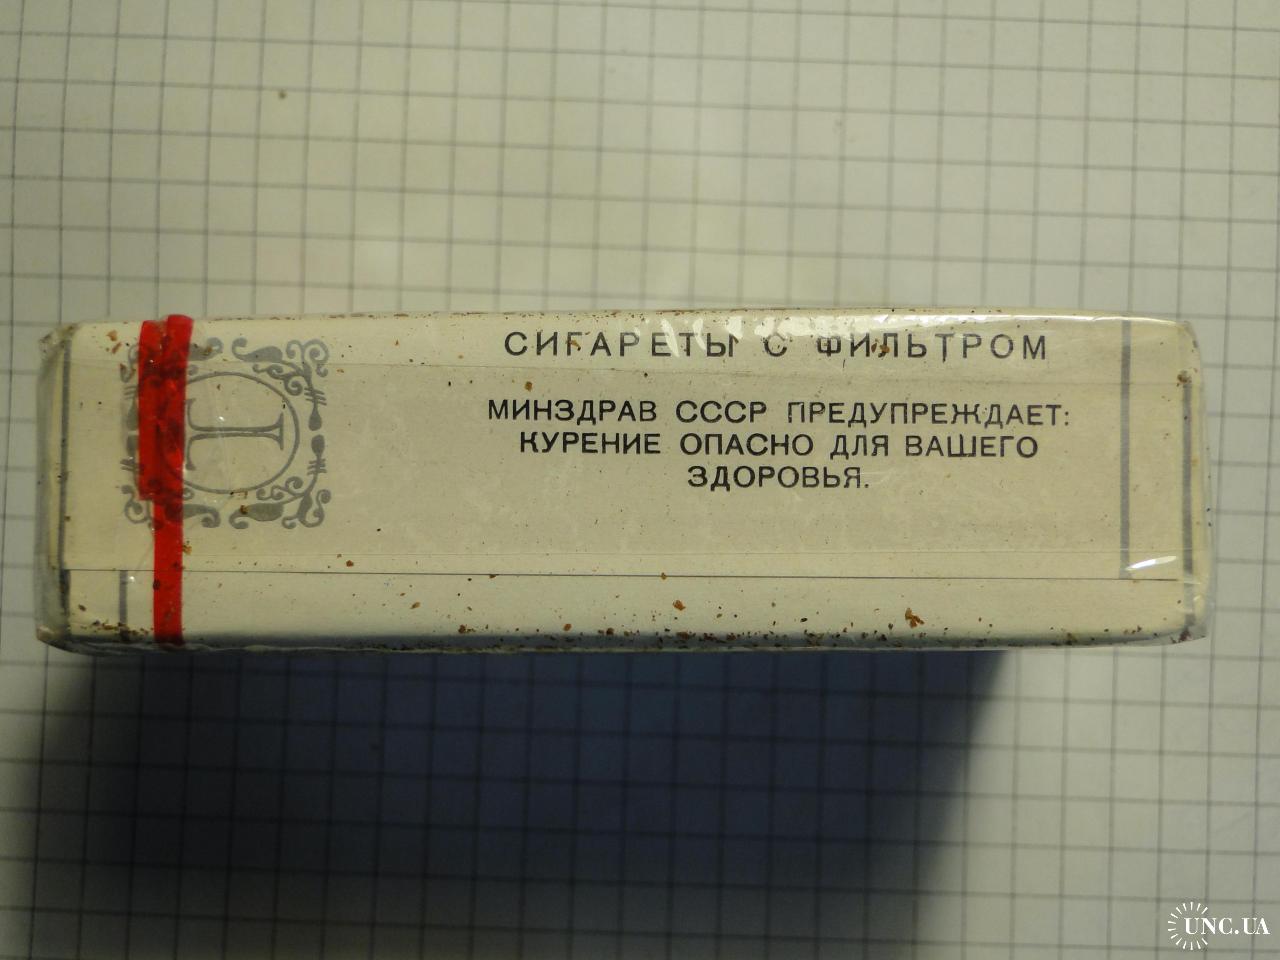 СИГАРЕТЫ С ФИЛЬТРОМ
МИНЗДРАВ СССР ПРЕДУПРЕЖДАЕТ:
КУРЕНИЕ ОПАСНО ДЛЯ ВАШЕГО
ЗДОРОВЬЯ.
Т
UNC.UA